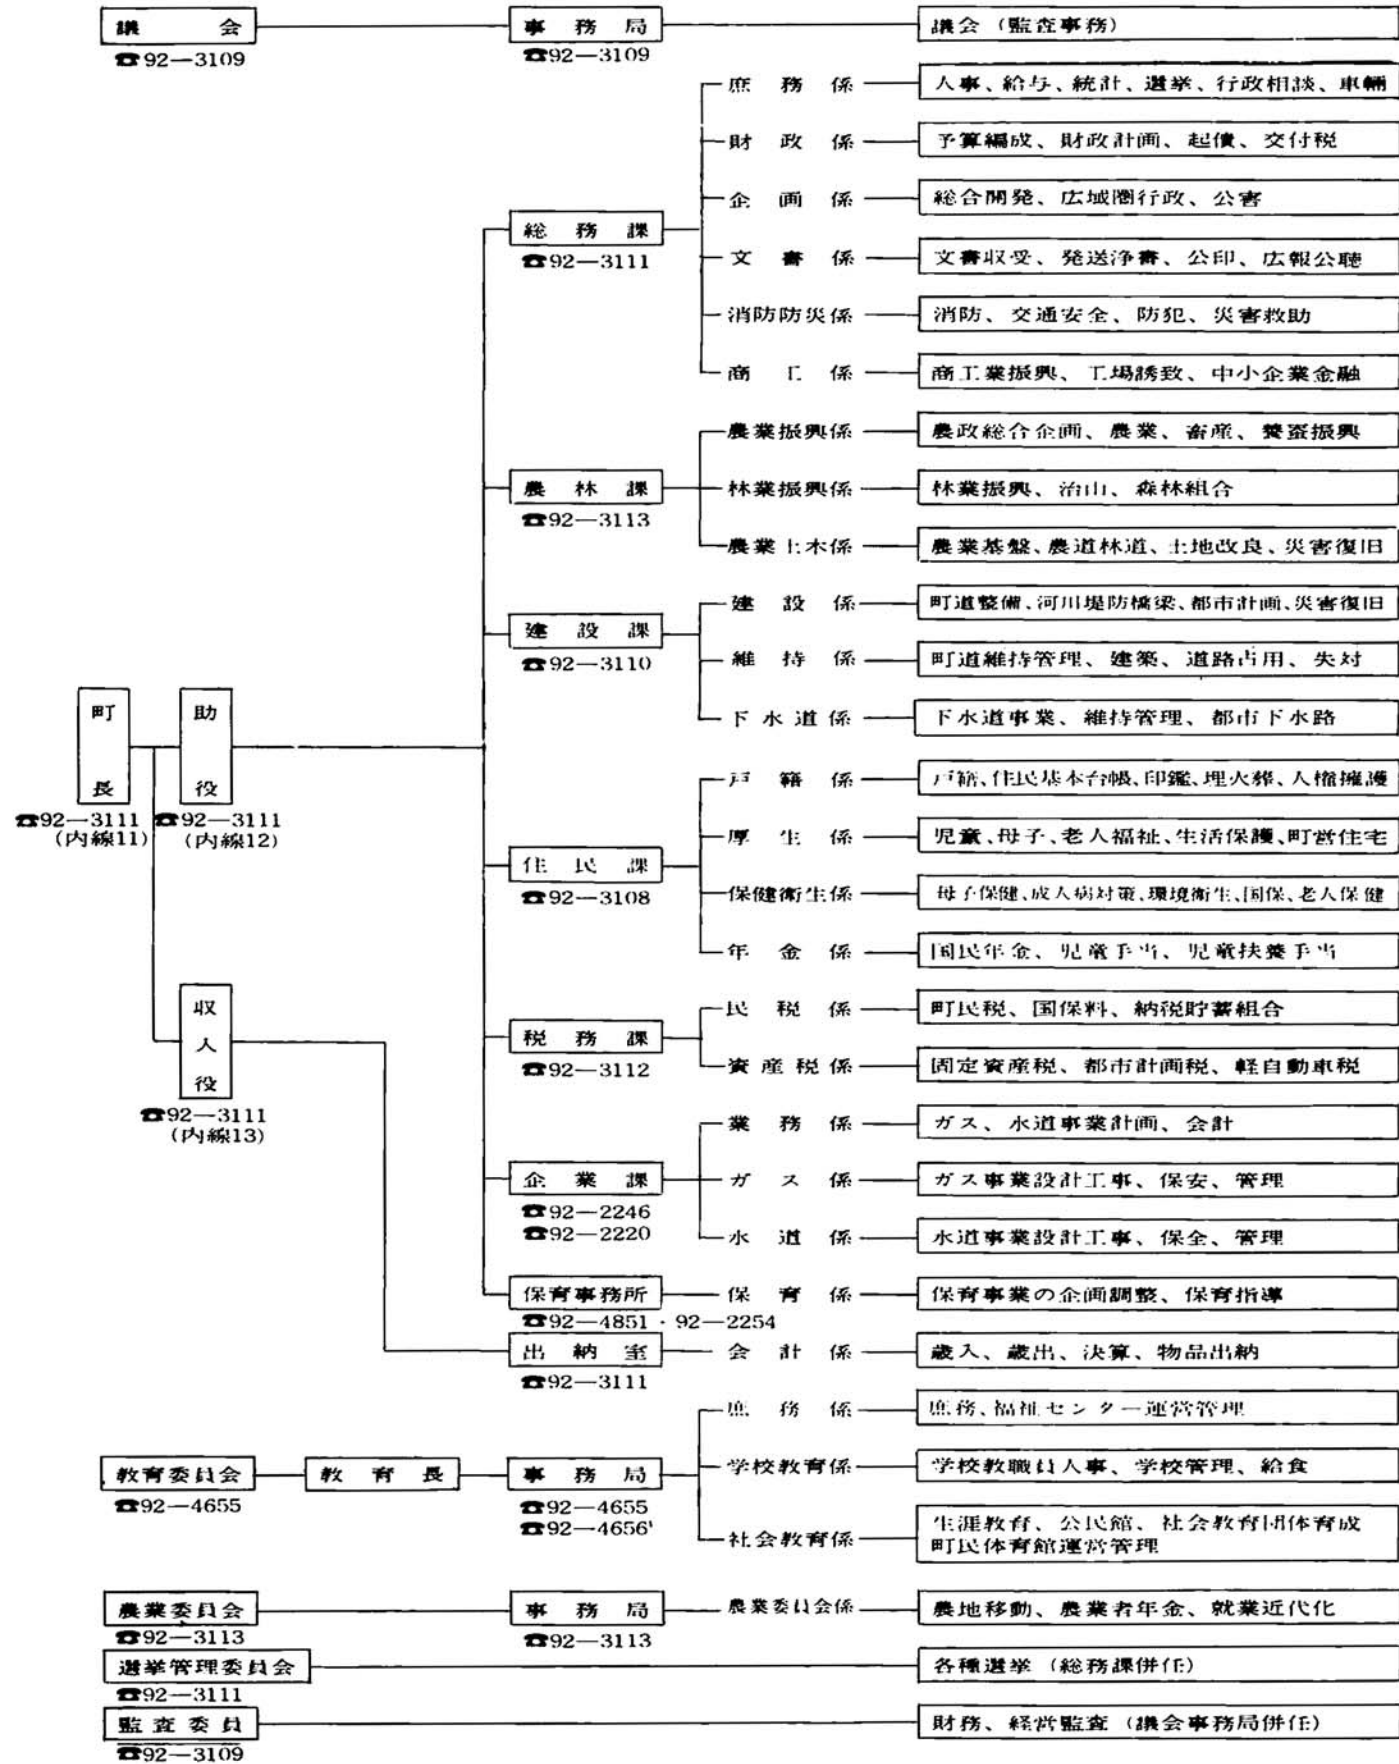 議会 事務局 議会（監査事務）
☎92―3109 ☎92―3109
庶務係 人事、給与、統計、選挙、行政相談、車輛
財政係 予算編成、財政計画、起債、交付税
企画係 総合開発、広域圏行政、公害
総務課
☎92―3111
文書係 文書収受、発送浄書、公印、広報公聴
消防防災係 消防、交通安全、防犯、災害救助
商工係 商工業振興、工場誘致、中小企業金融
農業振興係 農政総合企画、農業、畜産、養蚕振興
農林課 林業振興係 林業振興、治山、森林組合
☎92―3113
農業土木係 農業基盤、農道林道、土地改良、災害復旧
建設係 町道整備、河川堤防橋梁、都市計画、災害復旧
建設課
☎92―3110
維持係 町道維持管理、建築、道路占用、失対
下水道係 下水道事業、維持管理、都市下水路
町長 助役
☎92―3111 ☎92―3111
(内線11) (内線12)
戸籍係 戸籍、住民基本台帳、印鑑、埋火葬、人権擁護
厚生係 児童、母子、老人福祉、生活保護、町営住宅
住民課
☎92―3108
保健衛生係 母子保健、成人病対策、環境衛生、国保、老人保健
年金係 国民年金、児童手当、児童扶養手当
収入役
☎92―3111
(内線13)
民税係 町民税、国保料、納税貯蓄組合
税務課
☎92―3112
資産税係 固定資産税、都市計画税、軽自動車税
業務係 ガス、水道事業計画、会計
企業課 ガス係 ガス事業設計工事、保安、管理
☎92―2246
☎92―2220
水道係 水道事業設計工事、保全、管理
保育事務所 保育係 保育事業の企画調整、保育指導
☎92―4851・92―2254
出納室 会計係 歳入、歳出、決算、物品出納
☎92―3111
庶務係 庶務、福祉センター運営管理
教育委員会 教育長 事務局 学校教育係 学校教職員人事、学校管理、給食
☎92―4655 ☎92―4655
☎92―4656
社会教育係 生涯教育、公民館、社会教育団体育成
町民体育館運営管理
農業委員会 事務局 農業委員会係 農地移動、農業者年金、就業近代化
☎92―3113 ☎92―3113
選挙管理委員会 各種選挙（総務課併任）
☎92―3111
監査委員 財務、経営監査（議会事務局併任）
☎92―3109